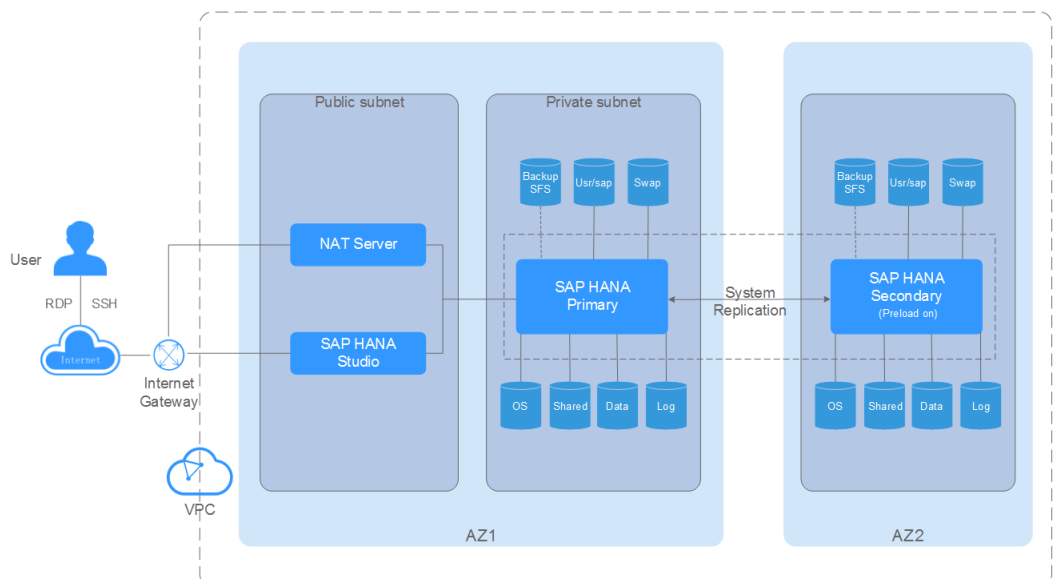 Public subnet
Private subnet
Backup
SFS
Usr/sap
Swap
Backup
SFS
Usr/sap
Swap
User
RDP
SSH
Internet
Internet
Gateway
VPC
NAT Server
SAP HANA
Studio
SAP HANA
Primary
System
Replication
SAP HANA
Secondary
(Preload on)
OS
Shared
Data
Log
OS
Shared
Data
Log
AZ1
AZ2